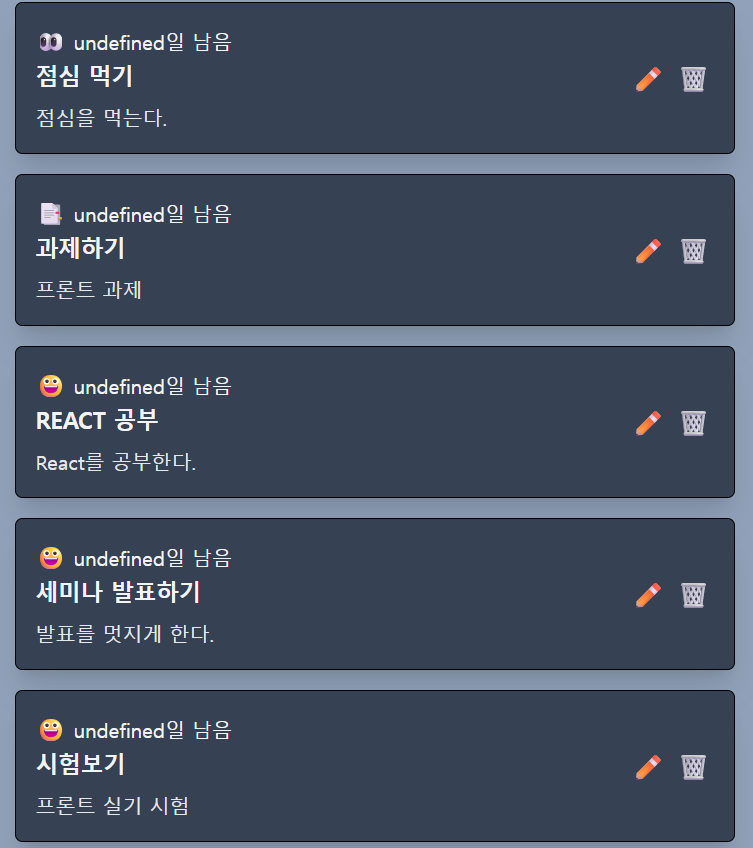 undefined일 남음
점심 먹기
점심을 먹는다.
undefined일 남음
과제하기
프론트 과제
undefined일 남음
REACT 공부
React를 공부한다.
undefined일 남음
세미나 발표하기
발표를 멋지게 한다.
undefined일 남음
시험보기
프론트 실기 시험